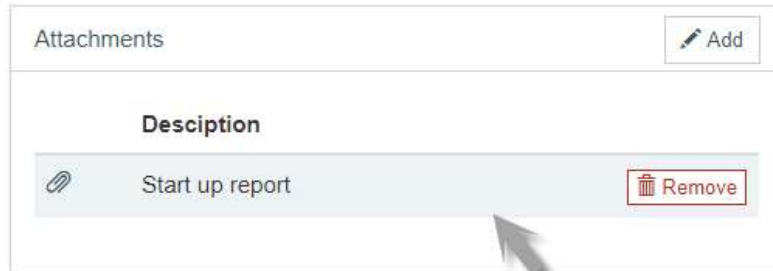 Attachments
Add
Desciption
Start up report
Remove